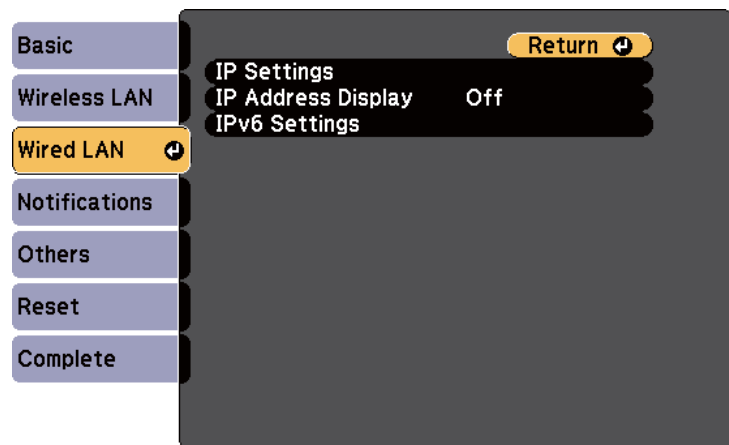 Basic
Wireless LAN
Wired LAN
Notifications
Others
Reset
Complete
Return
IP Settings
IP Address Display Off
IPv6 Settings